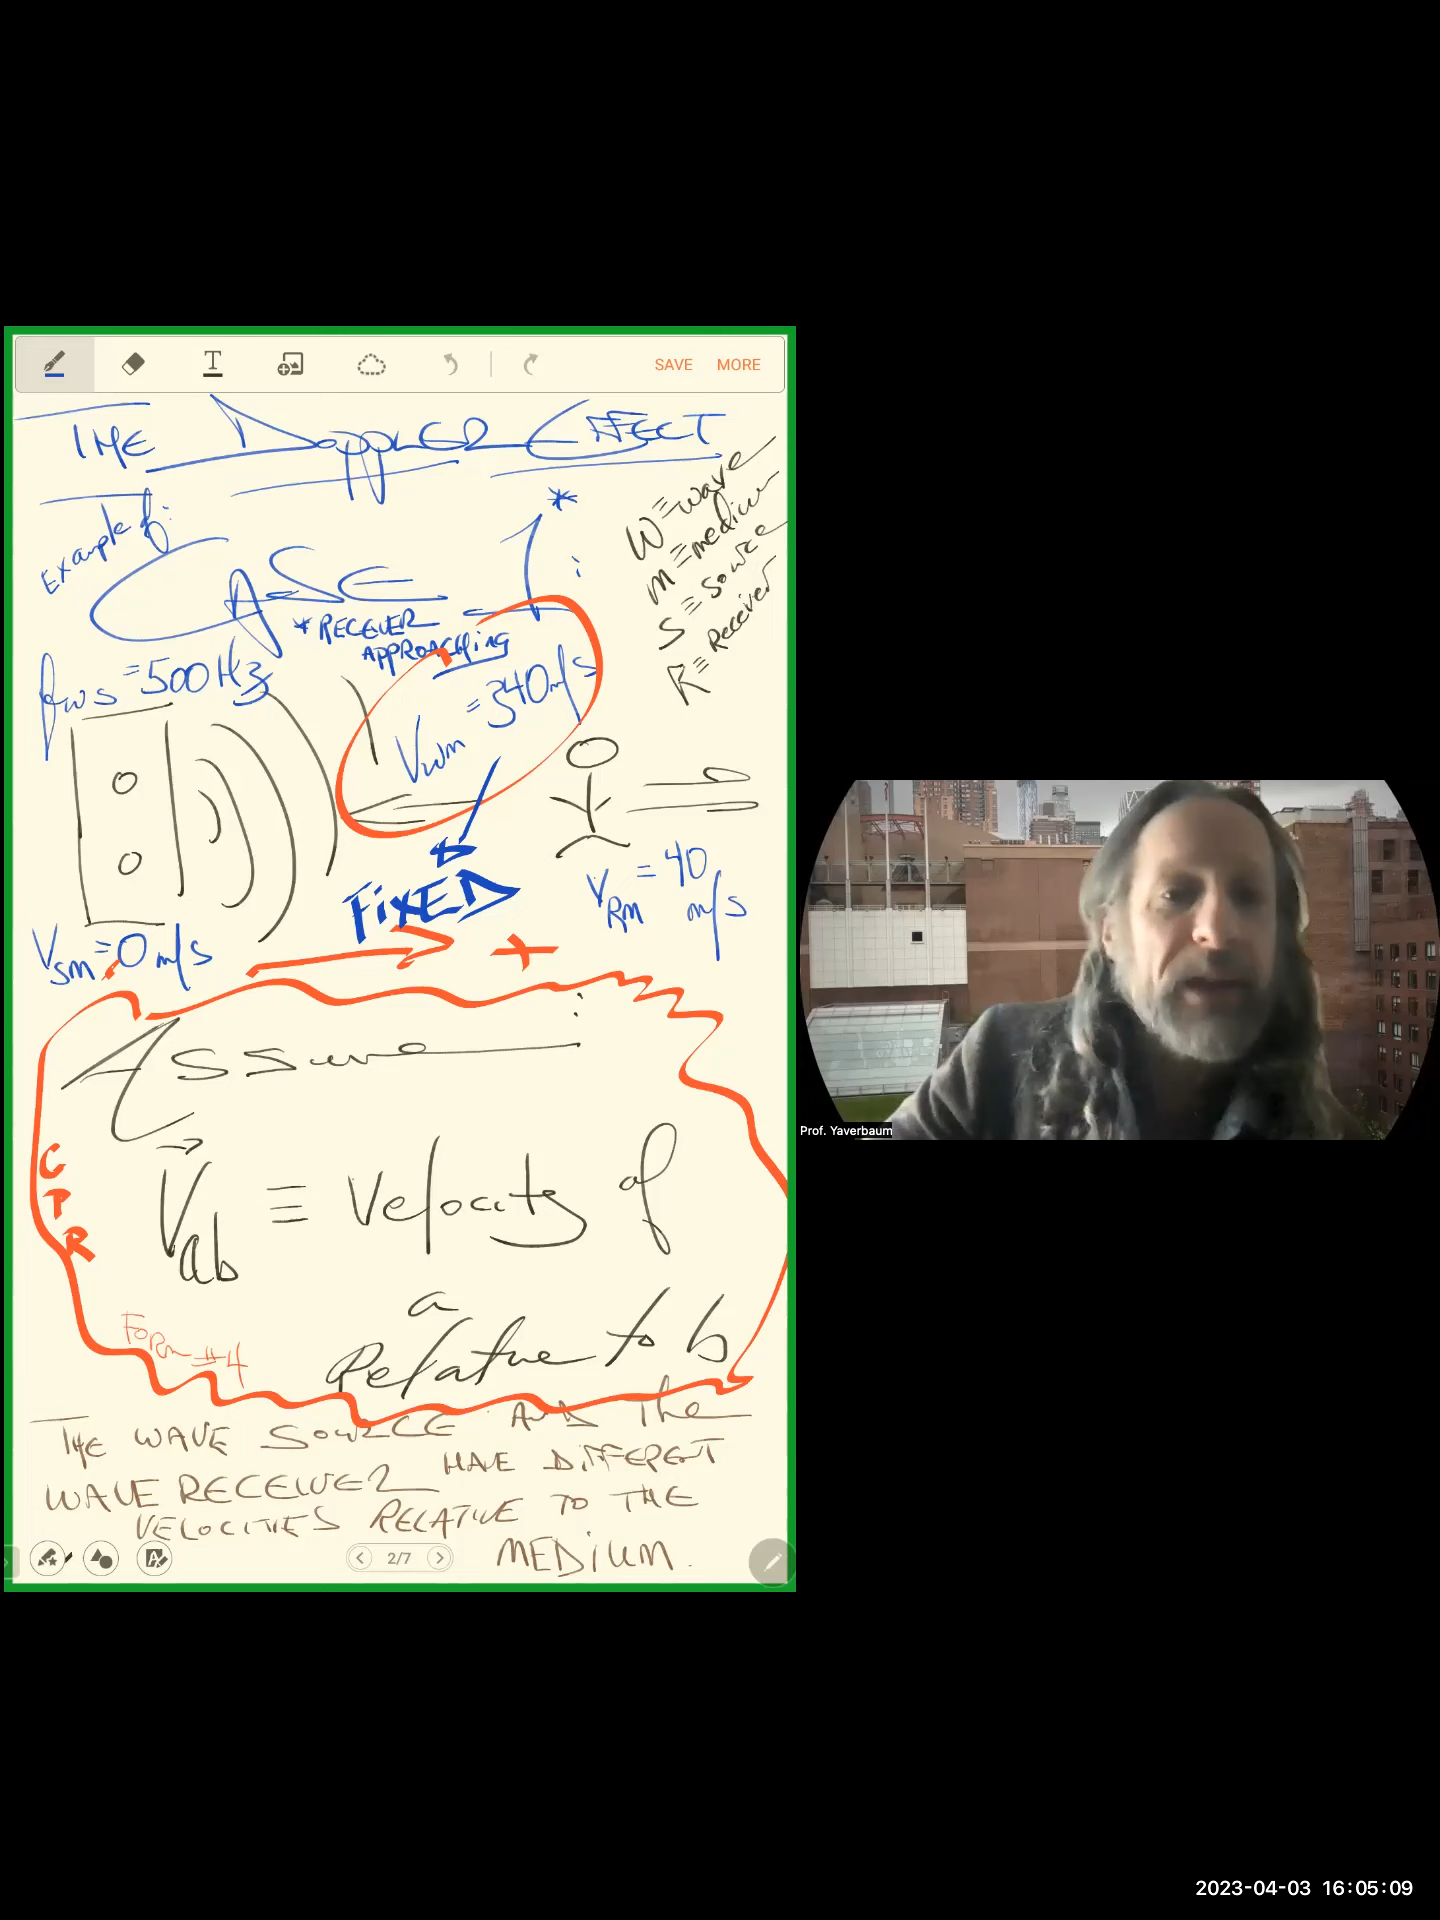 SAVE MORE
THE DOPPLER EFFECT
Example of:
CASE 1*:
* RECEIVER
APPROACHING
W ≡ wave
m ≡ medium
S ≡ source
R ≡ Receiver
fws = 500 Hz
Vwm = 340 m/s
FIXED
VRm = 40 m/s
Vsm = 0 m/s
+
Assume:
CPR
V⃗ab ≡ Velocity of
a
Relative to b
Form #4
THE WAVE SOURCE AND The
WAVE RECEIVER HAVE DIFFERENT
VELOCITIES RELATIVE TO THE
MEDIUM.
2/7
Prof. Yaverbaum
2023-04-03 16:05:09